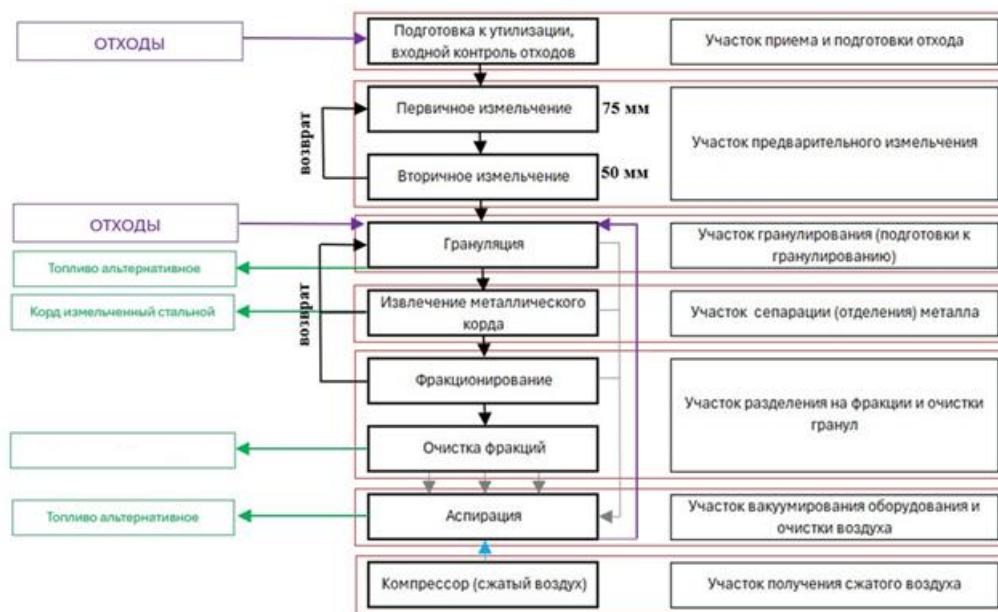 ОТХОДЫ
Подготовка к утилизации,
входной контроль отходов
Участок приема и подготовки отхода
возврат
Первичное измельчение
75 мм
Вторичное измельчение
50 мм
Участок предварительного измельчения
ОТХОДЫ
Грануляция
Участок гранулирования (подготовки к
гранулированию)
Топливо альтернативное
возврат
Корд измельченный стальной
Извлечение металлического
корда
Участок сепарации (отделения) металла
Фракционирование
Очистка фракций
Участок разделения на фракции и очистки
гранул
Топливо альтернативное
Аспирация
Участок вакуумирования оборудования и
очистки воздуха
Компрессор (сжатый воздух)
Участок получения сжатого воздуха